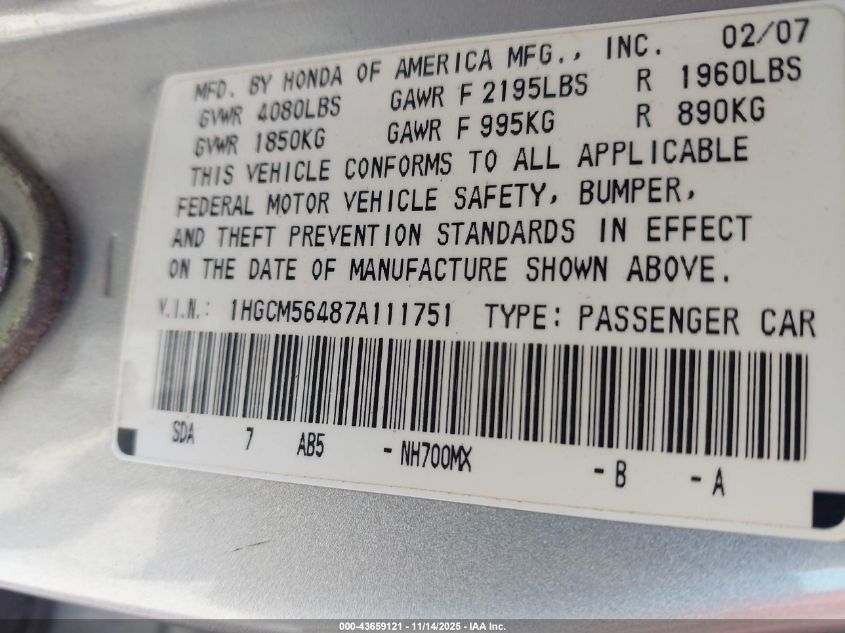 02/07
MFD. BY HONDA OF AMERICA MFG., INC.
GVWR 4080LBS GAWR F 2195LBS R 1960LBS
GVWR 1850KG GAWR F 995KG R 890KG
THIS VEHICLE CONFORMS TO ALL APPLICABLE
FEDERAL MOTOR VEHICLE SAFETY, BUMPER,
AND THEFT PREVENTION STANDARDS IN EFFECT
ON THE DATE OF MANUFACTURE SHOWN ABOVE.
V.I.N.: 1HGCM56487A111751 TYPE: PASSENGER CAR
SDA 7 AB5 -NH700MX -B -A
000-43659121 - 11/14/2025 - IAA Inc.